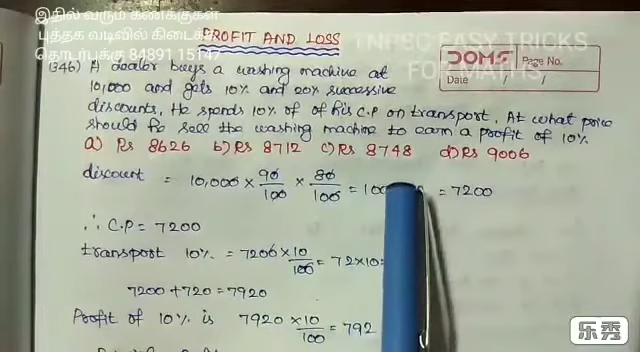 இதில் வரும் கணக்குகள்
புத்தக வடிவில் கிடைக்க
தொடர்புக்கு 84891 15147
PROFIT AND LOSS
TNPSC EASY TRICKS
FOR MATHS
DOMS Page No.
Date / /
346) A dealer buys a washing machine at
10,000 and gets 10% and 20% successive
discounts. He spends 10% of of his C.P on transport. At what price
should he sell the washing machine to earn a profit of 10%
a) Rs 8626 b) Rs 8712 c) Rs 8748 d) Rs 9006
discount = 10,000 × 90/100 × 80/100 = 100 = 7200
∴ C.P = 7200
transport 10% = 7200 × 10/100 = 72×10=
7200 + 720 = 7920
Profit of 10% is 7920 × 10/100 = 792
乐秀